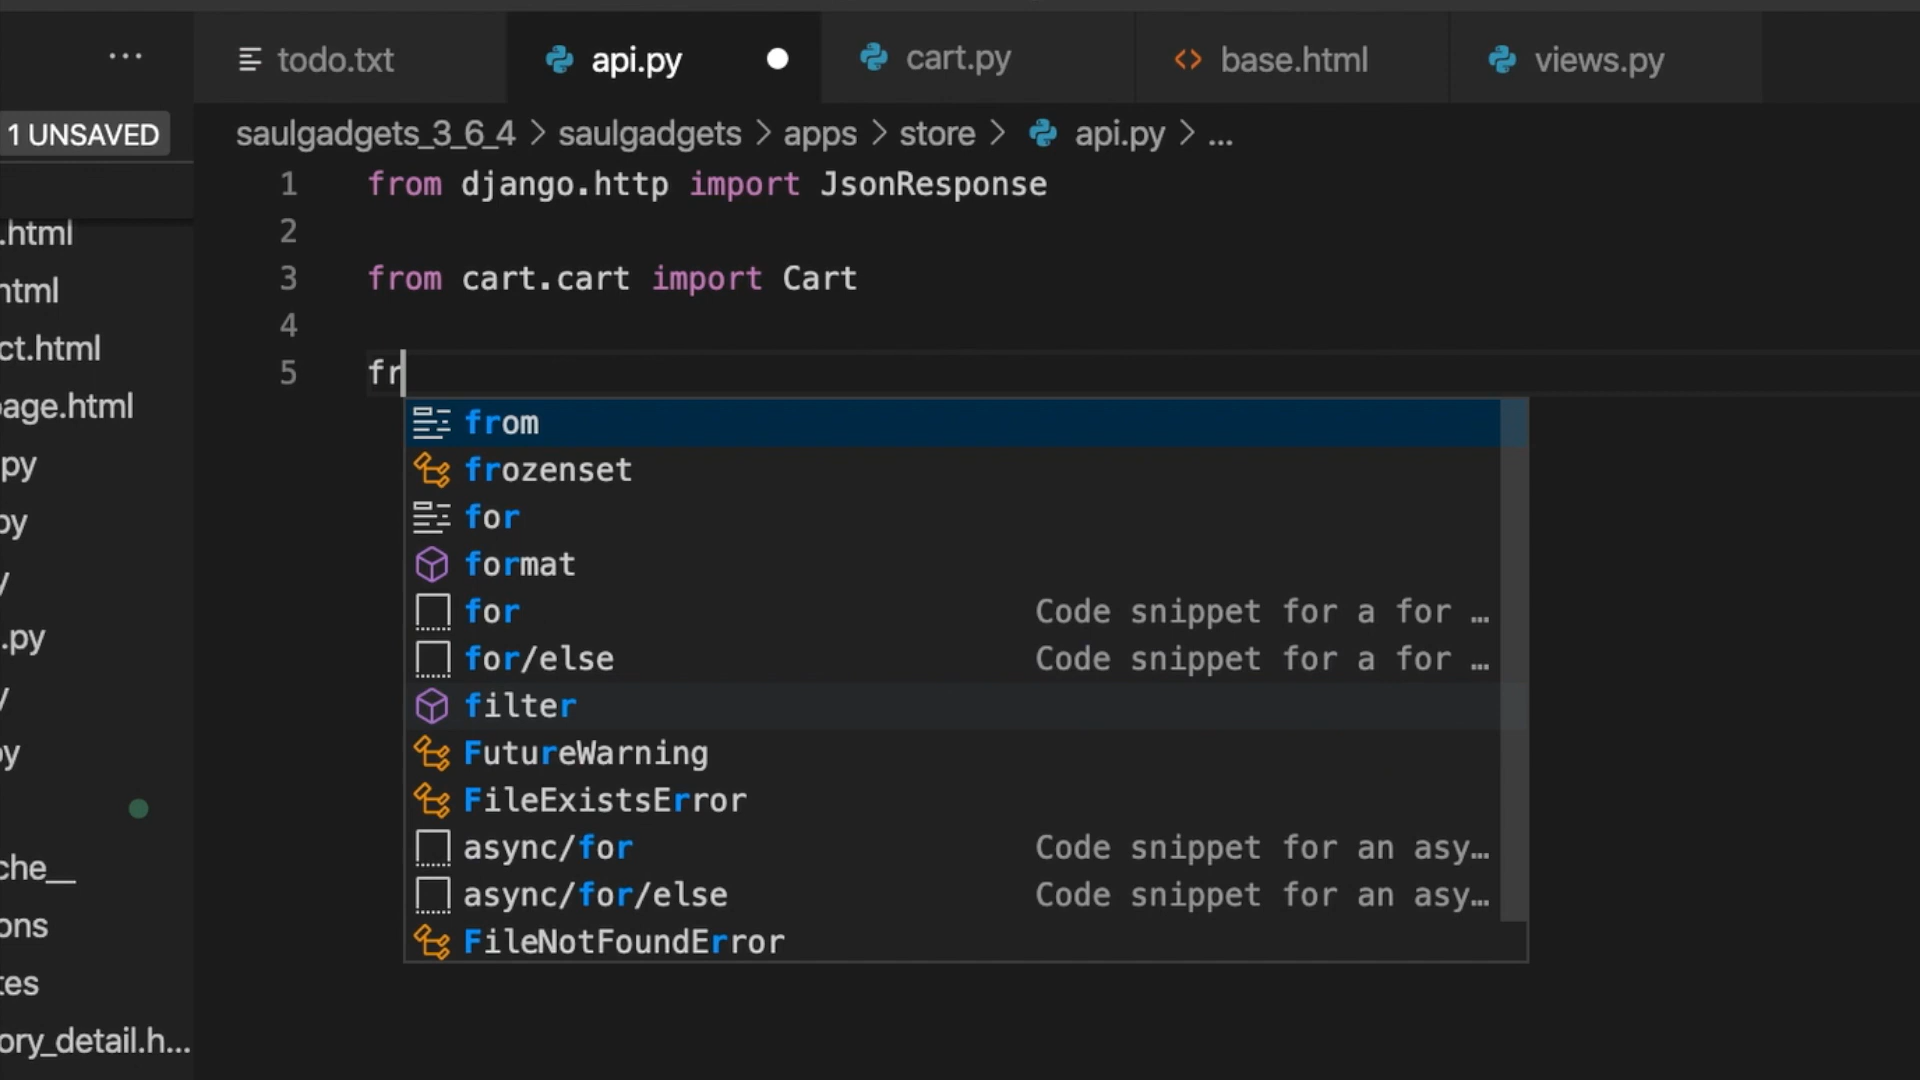 ...
todo.txt
api.py
cart.py
base.html
views.py
1 UNSAVED
saulgadgets_3_6_4 > saulgadgets > apps > store > api.py > ...
1 from django.http import JsonResponse
2
3 from cart.cart import Cart
4
5 fr
from
frozenset
for
format
for Code snippet for a for …
for/else Code snippet for a for …
filter
FutureWarning
FileExistsError
async/for Code snippet for an asy…
async/for/else Code snippet for an asy…
FileNotFoundError
.html
html
ct.html
page.html
py
py
y
.py
y
py
che__
ons
tes
ory_detail.h...